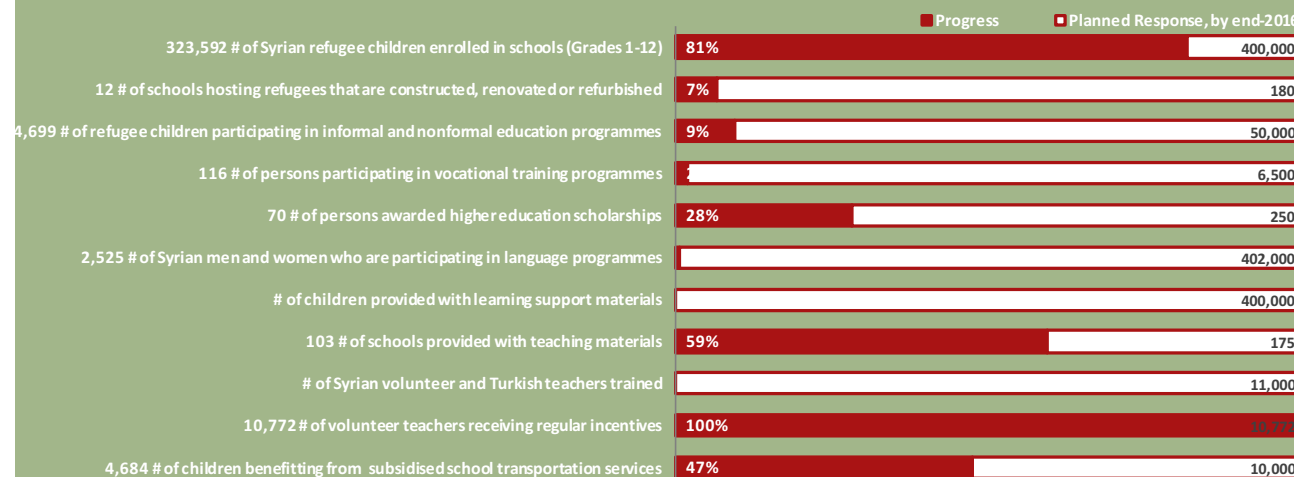 Progress Planned Response, by end-2016
323,592 # of Syrian refugee children enrolled in schools (Grades 1-12) 81% 400,000
12 # of schools hosting refugees that are constructed, renovated or refurbished 7% 180
4,699 # of refugee children participating in informal and nonformal education programmes 9% 50,000
116 # of persons participating in vocational training programmes 6,500
70 # of persons awarded higher education scholarships 28% 250
2,525 # of Syrian men and women who are participating in language programmes 402,000
# of children provided with learning support materials 400,000
103 # of schools provided with teaching materials 59% 175
# of Syrian volunteer and Turkish teachers trained 11,000
10,772 # of volunteer teachers receiving regular incentives 100% 10,772
4,684 # of children benefitting from subsidised school transportation services 47% 10,000